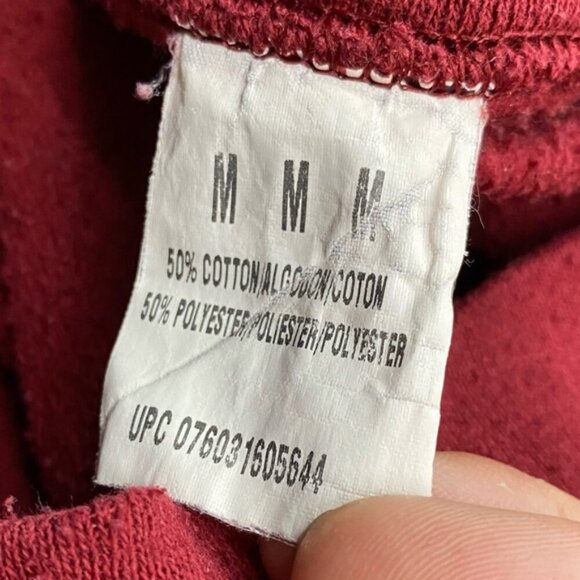 M M M
50% COTTON/ALGODON/COTON
50% POLYESTER/POLIESTER/POLYESTER
UPC 076031605644